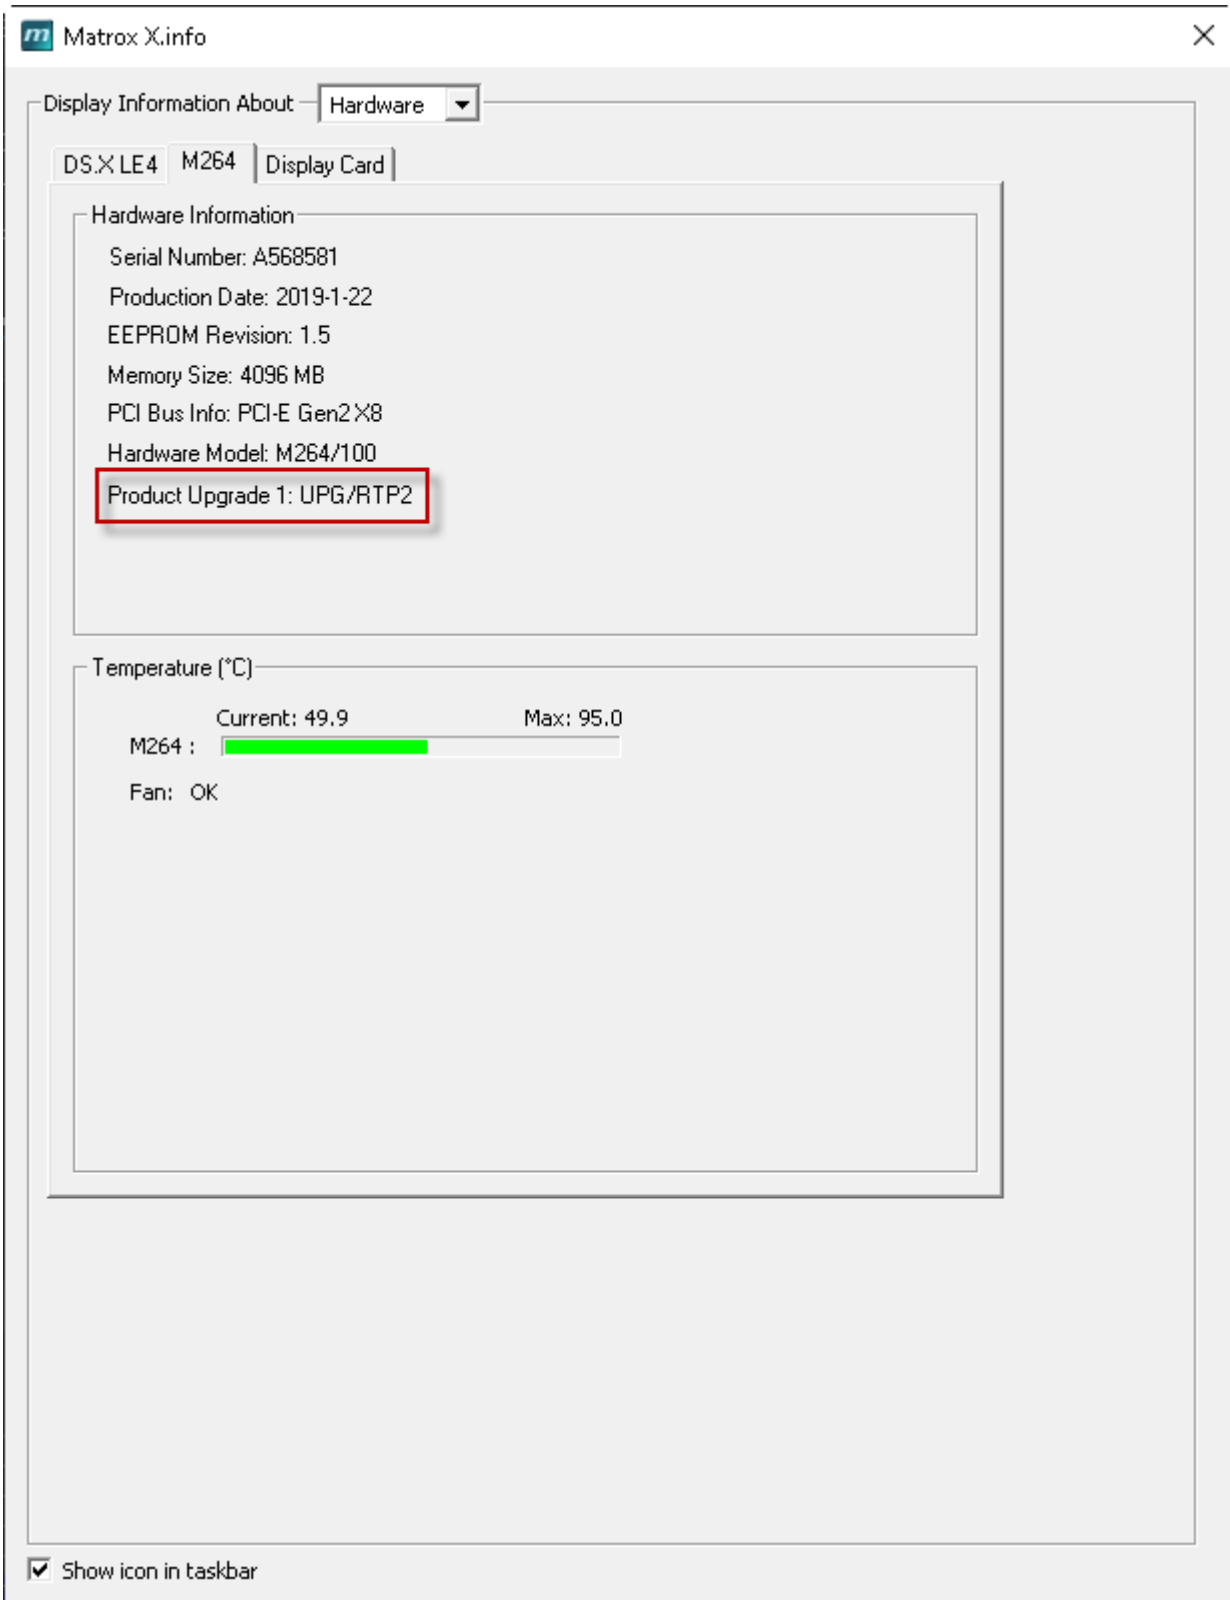 Matrox X.info
Display Information About Hardware
DS.X LE4 M264 Display Card
Hardware Information
Serial Number: A568581
Production Date: 2019-1-22
EEPROM Revision: 1.5
Memory Size: 4096 MB
PCI Bus Info: PCI-E Gen2 X8
Hardware Model: M264/100
Product Upgrade 1: UPG/RTP2
Temperature (°C)
Current: 49.9 Max: 95.0
M264 :
Fan: OK
Show icon in taskbar